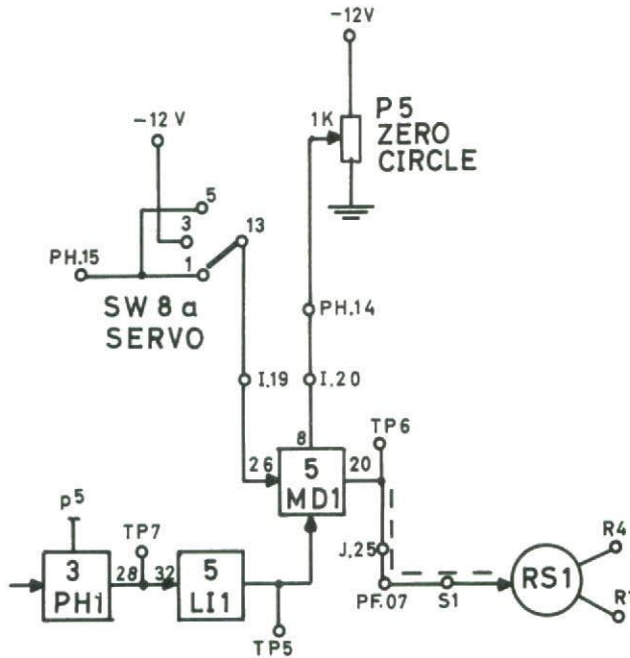 -12V
P5
1K
ZERO
CIRCLE
-12 V
5
3
13
PH.15
1
SW 8 a
SERVO
PH.14
I.19
I.20
8
TP6
26
5
20
MD1
p5
TP7
J.25
R4
3
28
32
5
PH1
LI1
PF.07
S1
RS1
TP5